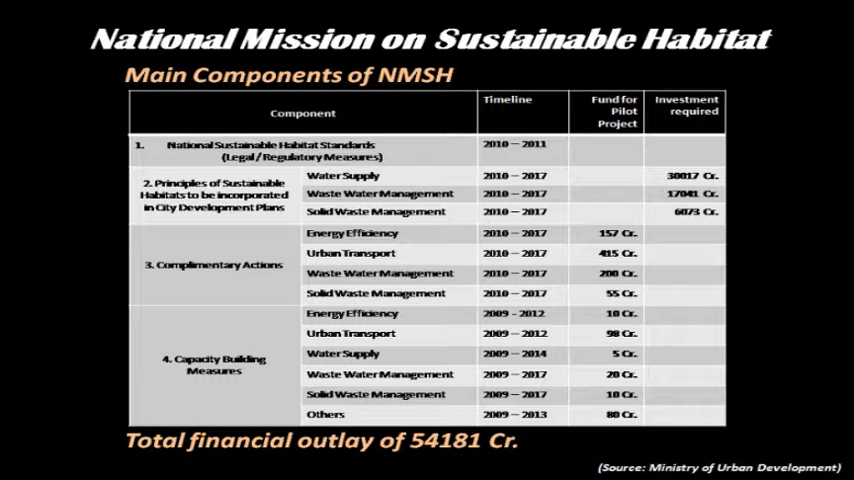 National Mission on Sustainable Habitat
Main Components of NMSH
Component Timeline Fund for Pilot Project Investment required
1. National Sustainable Habitat Standards (Legal/Regulatory Measures) 2010 – 2011
2. Principles of Sustainable Habitats to be incorporated in City Development Plans
Water Supply 2010 – 2017 30017 Cr.
Waste Water Management 2010 – 2017 17041 Cr.
Solid Waste Management 2010 – 2017 6073 Cr.
3. Complimentary Actions
Energy Efficiency 2010 – 2017 157 Cr.
Urban Transport 2010 – 2017 415 Cr.
Waste Water Management 2010 – 2017 200 Cr.
Solid Waste Management 2010 – 2017 55 Cr.
4. Capacity Building Measures
Energy Efficiency 2009 - 2012 10 Cr.
Urban Transport 2009 – 2012 98 Cr.
Water Supply 2009 – 2014 5 Cr.
Waste Water Management 2009 – 2017 20 Cr.
Solid Waste Management 2009 – 2017 10 Cr.
Others 2009 – 2013 80 Cr.
Total financial outlay of 54181 Cr.
(Source: Ministry of Urban Development)